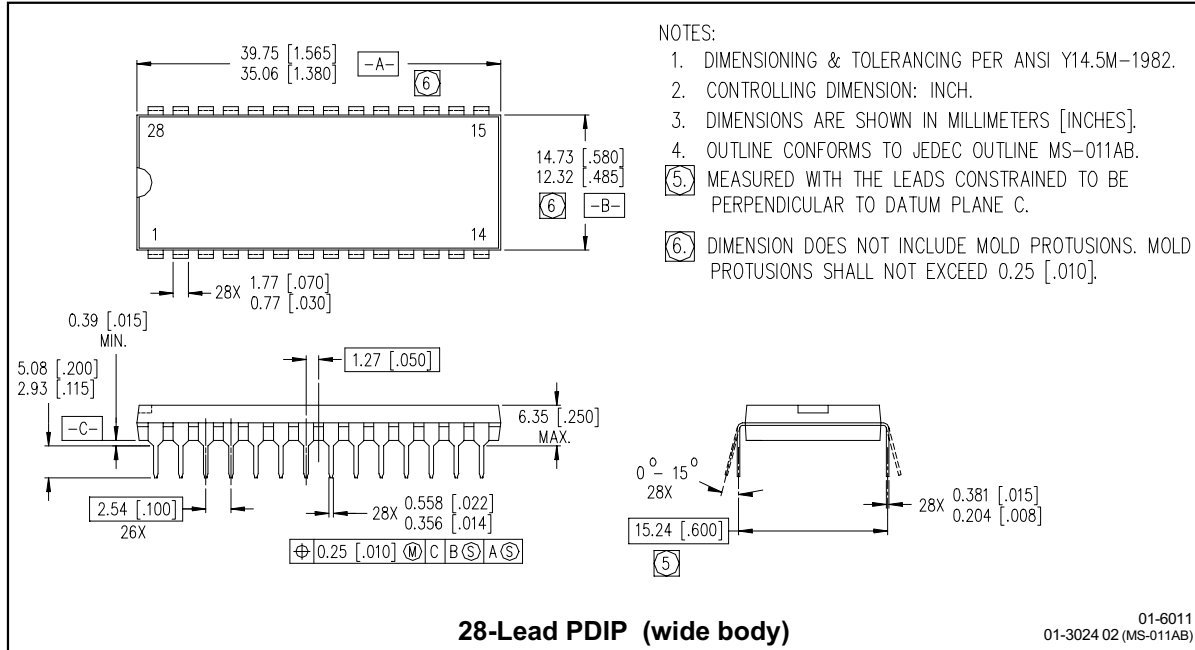 39.75 [1.565]
35.06 [1.380]
-A-
6
28
15
1
14
14.73 [.580]
12.32 [.485]
6
-B-
28X 1.77 [.070]
0.77 [.030]
NOTES:
1. DIMENSIONING & TOLERANCING PER ANSI Y14.5M-1982.
2. CONTROLLING DIMENSION: INCH.
3. DIMENSIONS ARE SHOWN IN MILLIMETERS [INCHES].
4. OUTLINE CONFORMS TO JEDEC OUTLINE MS-011AB.
5. MEASURED WITH THE LEADS CONSTRAINED TO BE
PERPENDICULAR TO DATUM PLANE C.
6. DIMENSION DOES NOT INCLUDE MOLD PROTUSIONS. MOLD
PROTUSIONS SHALL NOT EXCEED 0.25 [.010].
0.39 [.015]
MIN.
5.08 [.200]
2.93 [.115]
-C-
1.27 [.050]
6.35 [.250]
MAX.
2.54 [.100]
26X
28X 0.558 [.022]
0.356 [.014]
⌖ 0.25 [.010] Ⓜ C B Ⓢ A Ⓢ
0° - 15°
28X
28X 0.381 [.015]
0.204 [.008]
15.24 [.600]
5
28-Lead PDIP (wide body)
01-6011
01-3024 02 (MS-011AB)